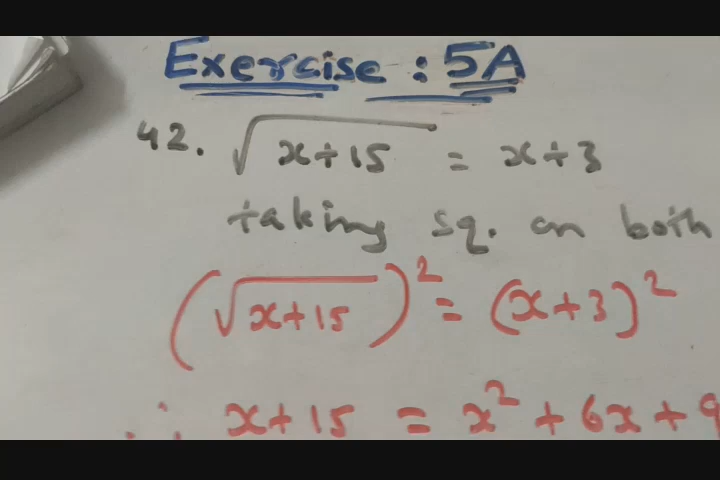 Exercise : 5A
42. √x+15 = x+3
taking sq. on both
(√x+15)² = (x+3)²
∴ x+15 = x² + 6x + 9